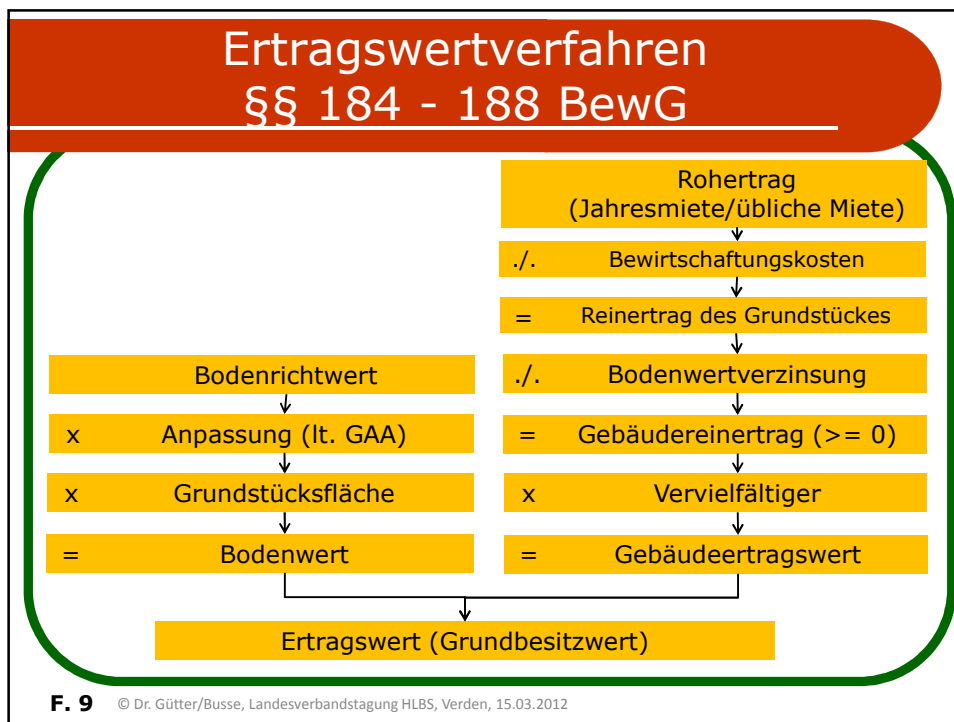 Ertragswertverfahren
§§ 184 - 188 BewG
Rohertrag
(Jahresmiete/übliche Miete)
./. Bewirtschaftungskosten
= Reinertrag des Grundstückes
./. Bodenwertverzinsung
= Gebäudereinertrag (>= 0)
x Vervielfältiger
= Gebäudeertragswert
Bodenrichtwert
x Anpassung (lt. GAA)
x Grundstücksfläche
= Bodenwert
Ertragswert (Grundbesitzwert)
F. 9 © Dr. Gütter/Busse, Landesverbandstagung HLBS, Verden, 15.03.2012